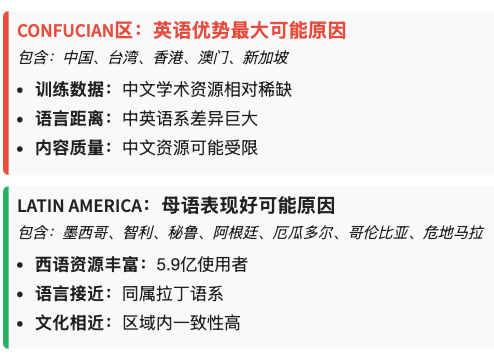 CONFUCIAN区：英语优势最大可能原因
包含：中国、台湾、香港、澳门、新加坡
• 训练数据：中文学术资源相对稀缺
• 语言距离：中英语系差异巨大
• 内容质量：中文资源可能受限
LATIN AMERICA：母语表现好可能原因
包含：墨西哥、智利、秘鲁、阿根廷、厄瓜多尔、哥伦比亚、危地马拉
• 西语资源丰富：5.9亿使用者
• 语言接近：同属拉丁语系
• 文化相近：区域内一致性高